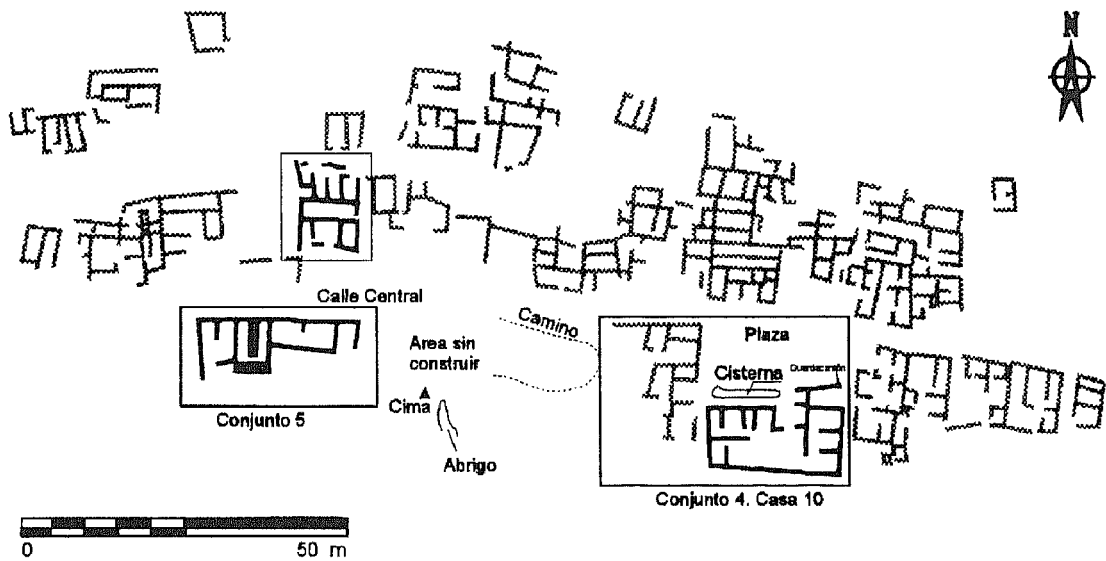 N
Calle Central
Camino
Plaza
Area sin
construir
Cisterna
Cima
Conjunto 5
Abrigo
Conjunto 4. Casa 10
0 50 m